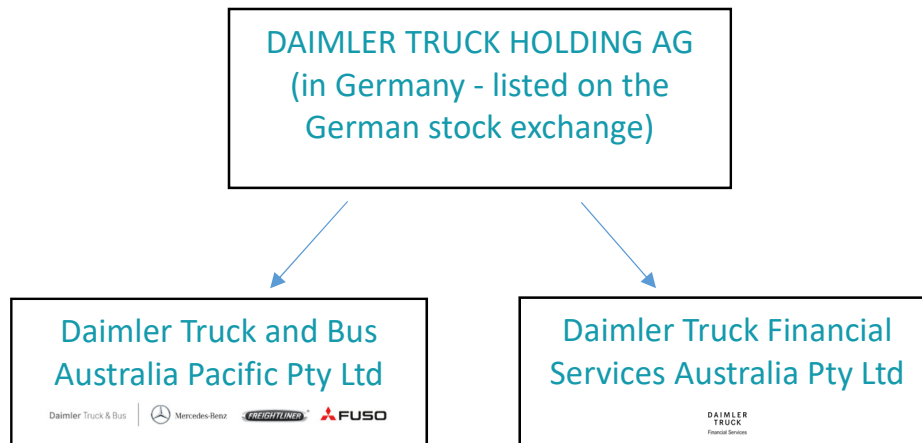 DAIMLER TRUCK HOLDING AG
(in Germany - listed on the
German stock exchange)
Daimler Truck and Bus
Australia Pacific Pty Ltd
Daimler Truck & Bus Mercedes-Benz FREIGHTLINER FUSO
Daimler Truck Financial
Services Australia Pty Ltd
DAIMLER
TRUCK
Financial Services